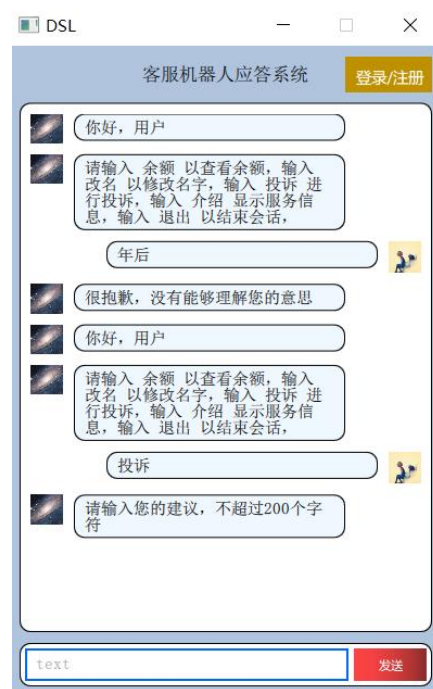 DSL
客服机器人应答系统
登录/注册
你好，用户
请输入 余额 以查看余额，输入
改名 以修改名字，输入 投诉 进
行投诉，输入 介绍 显示服务信
息，输入 退出 以结束会话，
年后
很抱歉，没有能够理解您的意思
你好，用户
请输入 余额 以查看余额，输入
改名 以修改名字，输入 投诉 进
行投诉，输入 介绍 显示服务信
息，输入 退出 以结束会话，
投诉
请输入您的建议，不超过200个字
符
text
发送